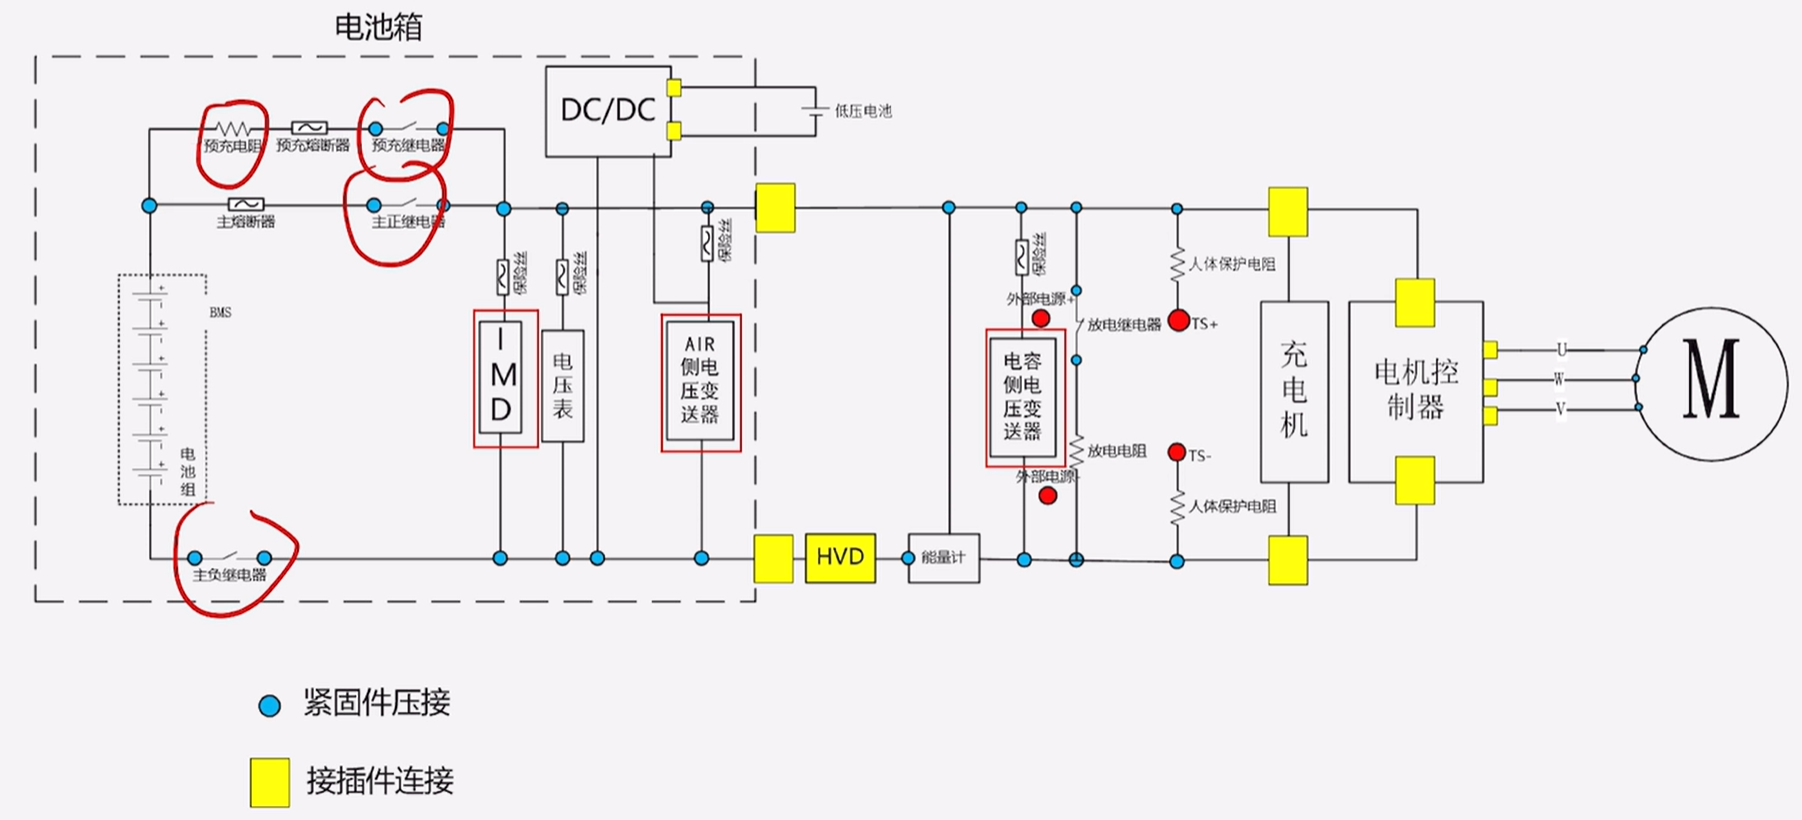 电池箱
DC/DC
低压电池
预充电阻
预充熔断器
预充继电器
主熔断器
主正继电器
保险丝
保险丝
保险丝
保险丝
BMS
电池组
IMD
电压表
AIR
侧电
压变
送器
外部电源+
电容
侧电
压变
送器
外部电源-
放电继电器
放电电阻
人体保护电阻
TS+
TS-
人体保护电阻
充电机
电机控
制器
U
W
V
M
主负继电器
HVD
能量计
紧固件压接
接插件连接